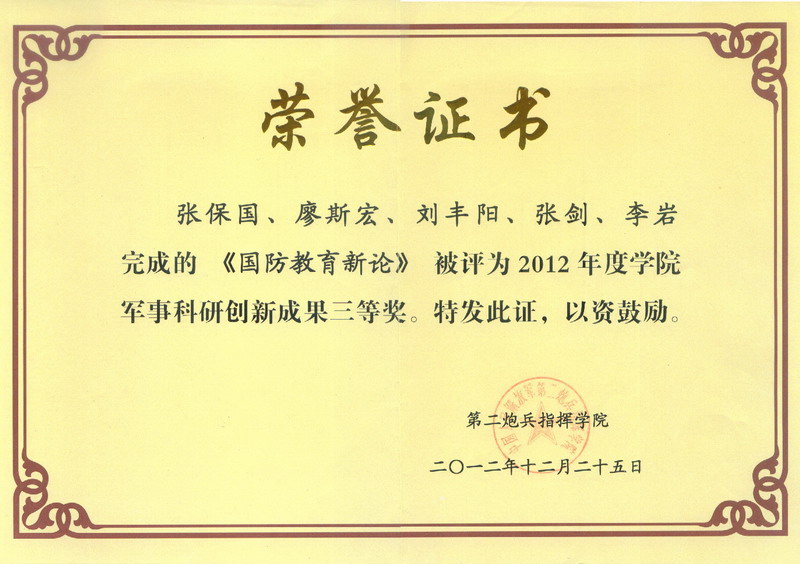 荣誉证书
张保国、廖斯宏、刘丰阳、张剑、李岩
完成的 《国防教育新论》 被评为2012年度学院
军事科研创新成果三等奖。特发此证，以资鼓励。
第二炮兵指挥学院
二〇一二年十二月二十五日